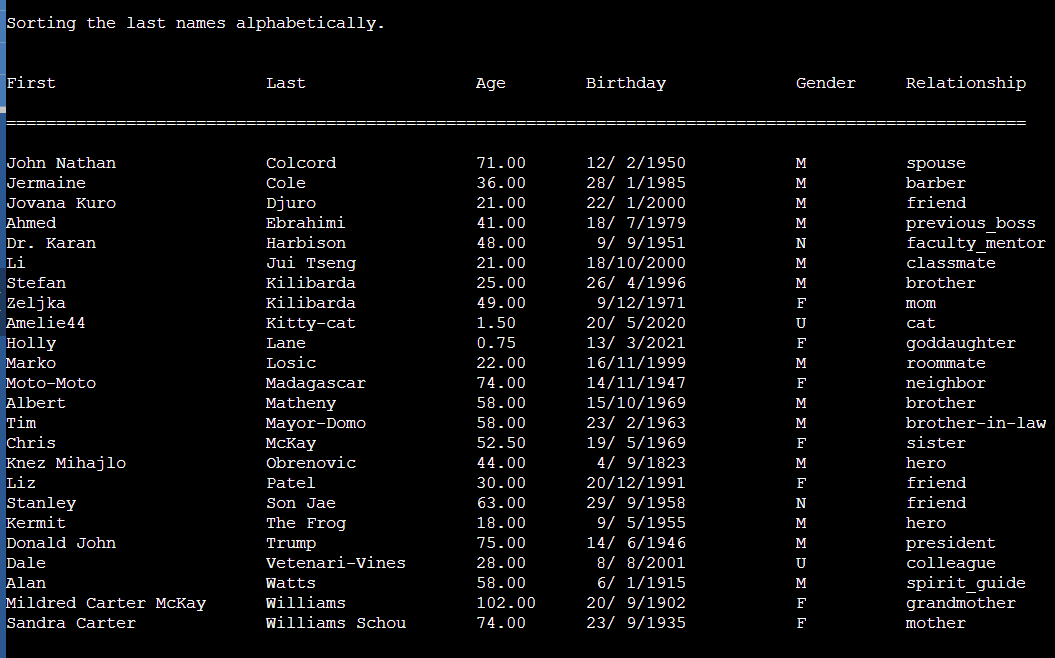 Sorting the last names alphabetically.
First Last Age Birthday Gender Relationship
======================================================================================================
John Nathan Colcord 71.00 12/ 2/1950 M spouse
Jermaine Cole 36.00 28/ 1/1985 M barber
Jovana Kuro Djuro 21.00 22/ 1/2000 M friend
Ahmed Ebrahimi 41.00 18/ 7/1979 M previous_boss
Dr. Karan Harbison 48.00 9/ 9/1951 N faculty_mentor
Li Jui Tseng 21.00 18/10/2000 M classmate
Stefan Kilibarda 25.00 26/ 4/1996 M brother
Zeljka Kilibarda 49.00 9/12/1971 F mom
Amelie44 Kitty-cat 1.50 20/ 5/2020 U cat
Holly Lane 0.75 13/ 3/2021 F goddaughter
Marko Losic 22.00 16/11/1999 M roommate
Moto-Moto Madagascar 74.00 14/11/1947 F neighbor
Albert Matheny 58.00 15/10/1969 M brother
Tim Mayor-Domo 58.00 23/ 2/1963 M brother-in-law
Chris McKay 52.50 19/ 5/1969 F sister
Knez Mihajlo Obrenovic 44.00 4/ 9/1823 M hero
Liz Patel 30.00 20/12/1991 F friend
Stanley Son Jae 63.00 29/ 9/1958 N friend
Kermit The Frog 18.00 9/ 5/1955 M hero
Donald John Trump 75.00 14/ 6/1946 M president
Dale Vetenari-Vines 28.00 8/ 8/2001 U colleague
Alan Watts 58.00 6/ 1/1915 M spirit_guide
Mildred Carter McKay Williams 102.00 20/ 9/1902 F grandmother
Sandra Carter Williams Schou 74.00 23/ 9/1935 F mother